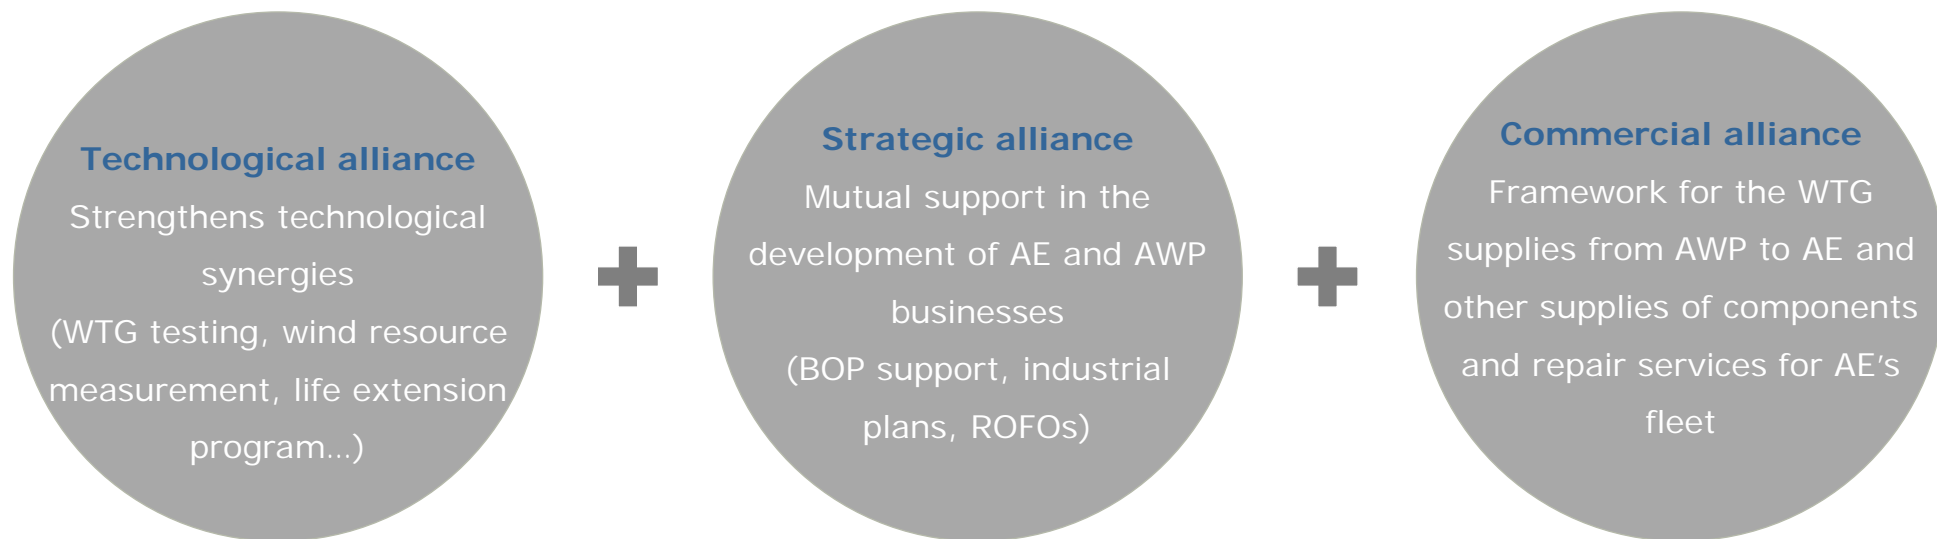 Technological alliance
Strengthens technological
synergies
(WTG testing, wind resource
measurement, life extension
program...)
Strategic alliance
Mutual support in the
development of AE and AWP
businesses
(BOP support, industrial
plans, ROFOs)
Commercial alliance
Framework for the WTG
supplies from AWP to AE and
other supplies of components
and repair services for AE’s
fleet